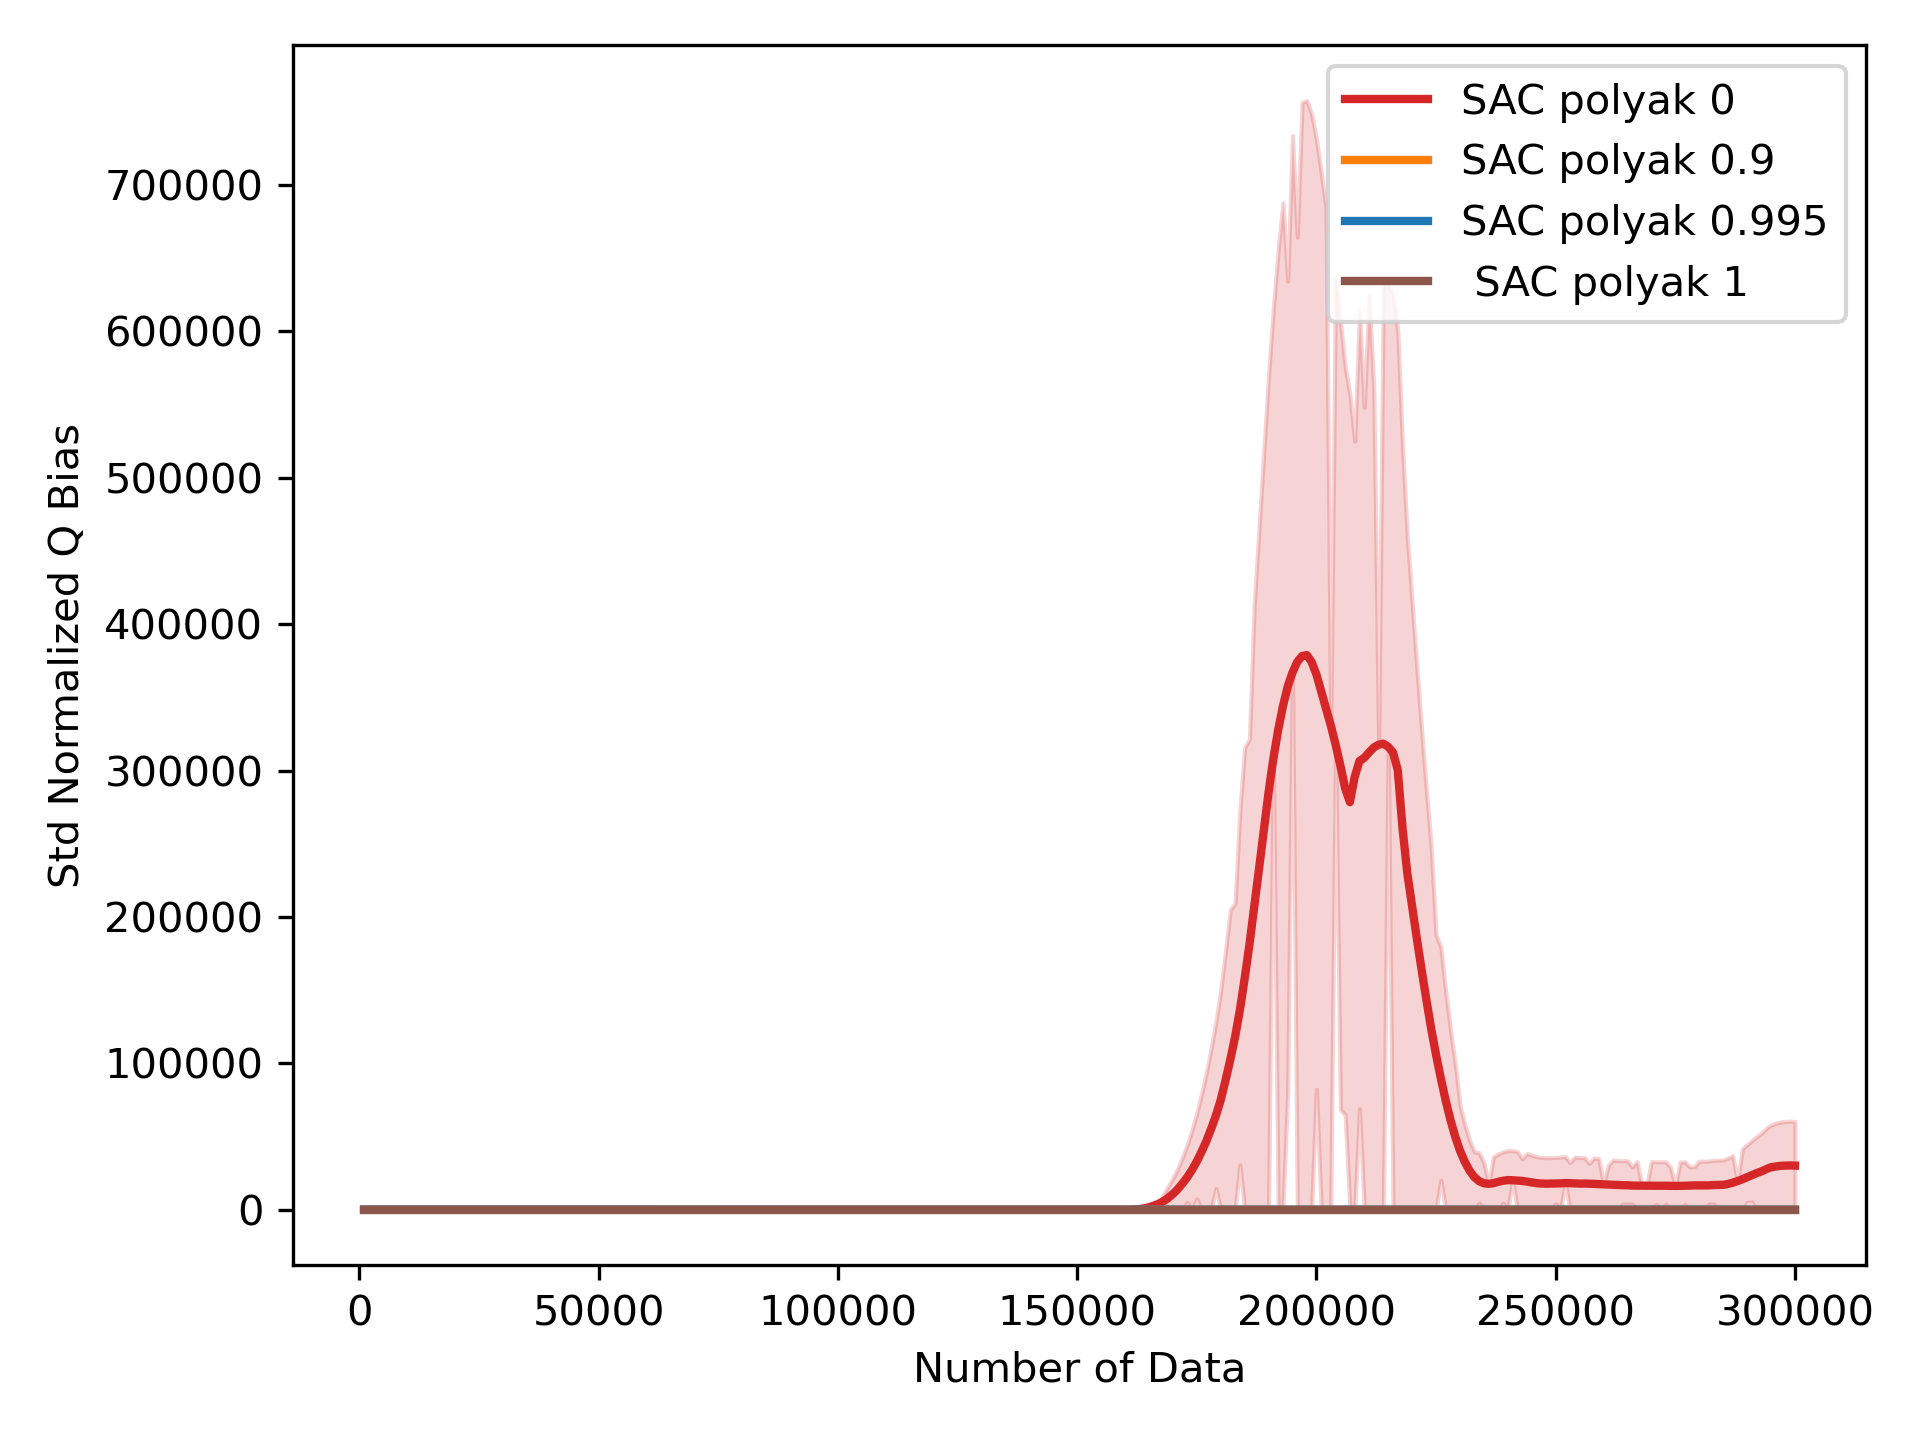 SAC polyak 0
SAC polyak 0.9
SAC polyak 0.995
SAC polyak 1
Std Normalized Q Bias
700000
600000
500000
400000
300000
200000
100000
0
0 50000 100000 150000 200000 250000 300000
Number of Data